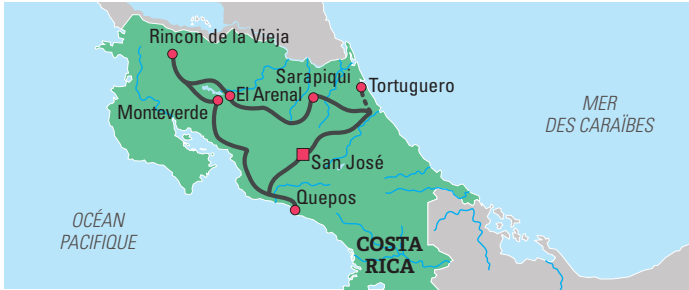 Rincon de la Vieja
Sarapiqui
Tortuguero
El Arenal
Monteverde
MER
DES CARAÏBES
San José
Quepos
OCÉAN
PACIFIQUE
COSTA
RICA